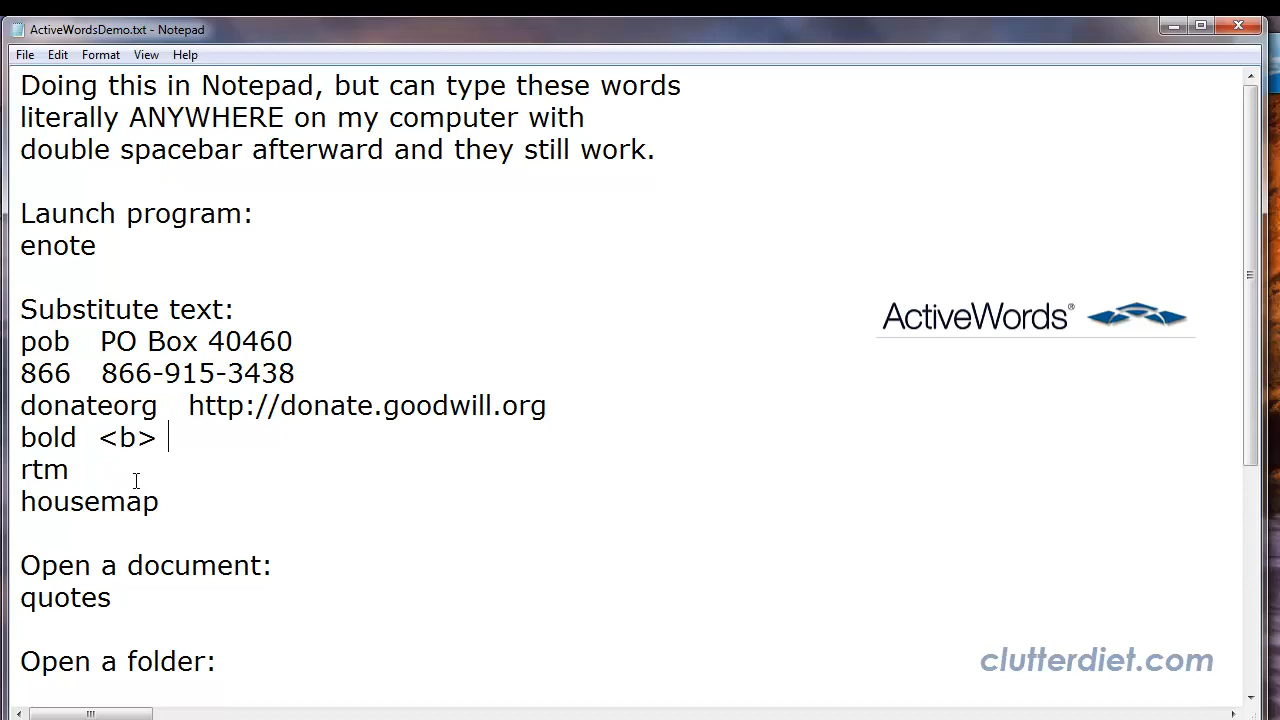 ActiveWordsDemo.txt - Notepad
File Edit Format View Help
Doing this in Notepad, but can type these words
literally ANYWHERE on my computer with
double spacebar afterward and they still work.
Launch program:
enote
Substitute text:
pob PO Box 40460
866 866-915-3438
donateorg http://donate.goodwill.org
bold <b>
rtm
housemap
Open a document:
quotes
Open a folder:
ActiveWords®
clutterdiet.com